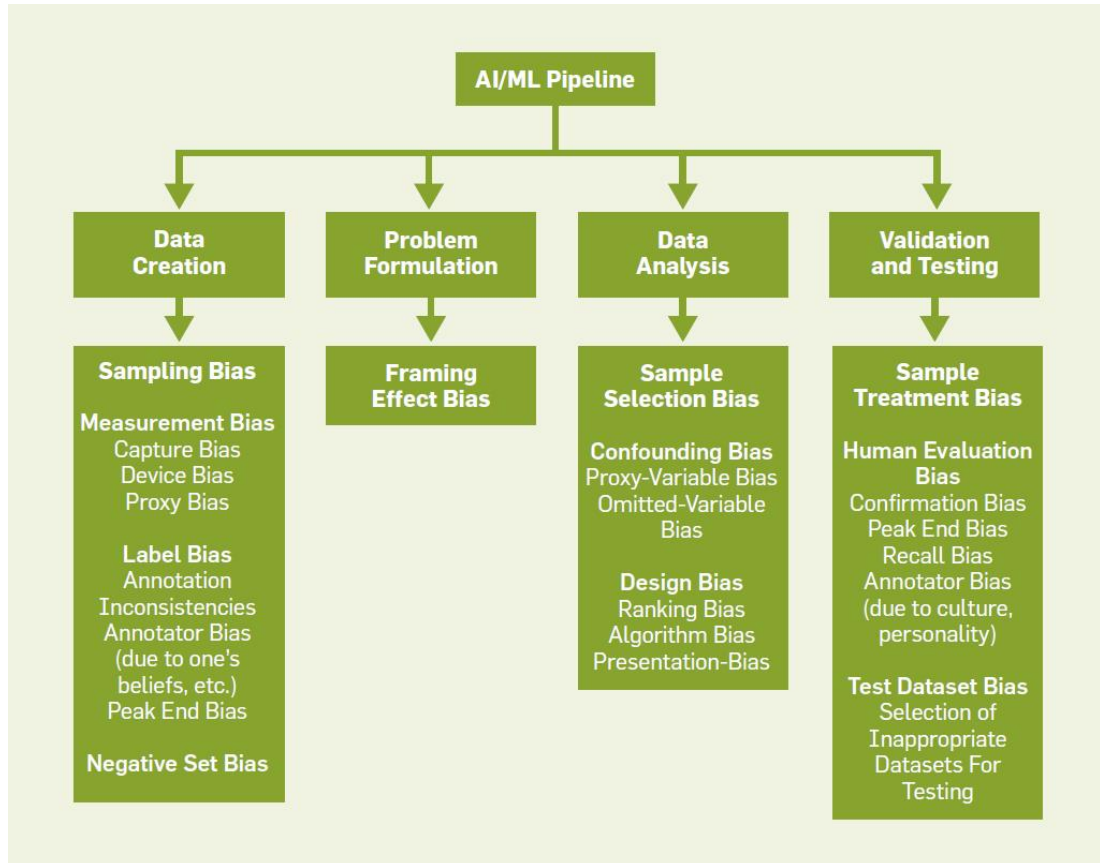 AI/ML Pipeline
Data
Creation
Problem
Formulation
Data
Analysis
Validation
and Testing
Sampling Bias
Measurement Bias
Capture Bias
Device Bias
Proxy Bias
Label Bias
Annotation
Inconsistencies
Annotator Bias
(due to one’s
beliefs, etc.)
Peak End Bias
Negative Set Bias
Framing
Effect Bias
Sample
Selection Bias
Confounding Bias
Proxy-Variable Bias
Omitted-Variable
Bias
Design Bias
Ranking Bias
Algorithm Bias
Presentation-Bias
Sample
Treatment Bias
Human Evaluation
Bias
Confirmation Bias
Peak End Bias
Recall Bias
Annotator Bias
(due to culture,
personality)
Test Dataset Bias
Selection of
Inappropriate
Datasets For
Testing